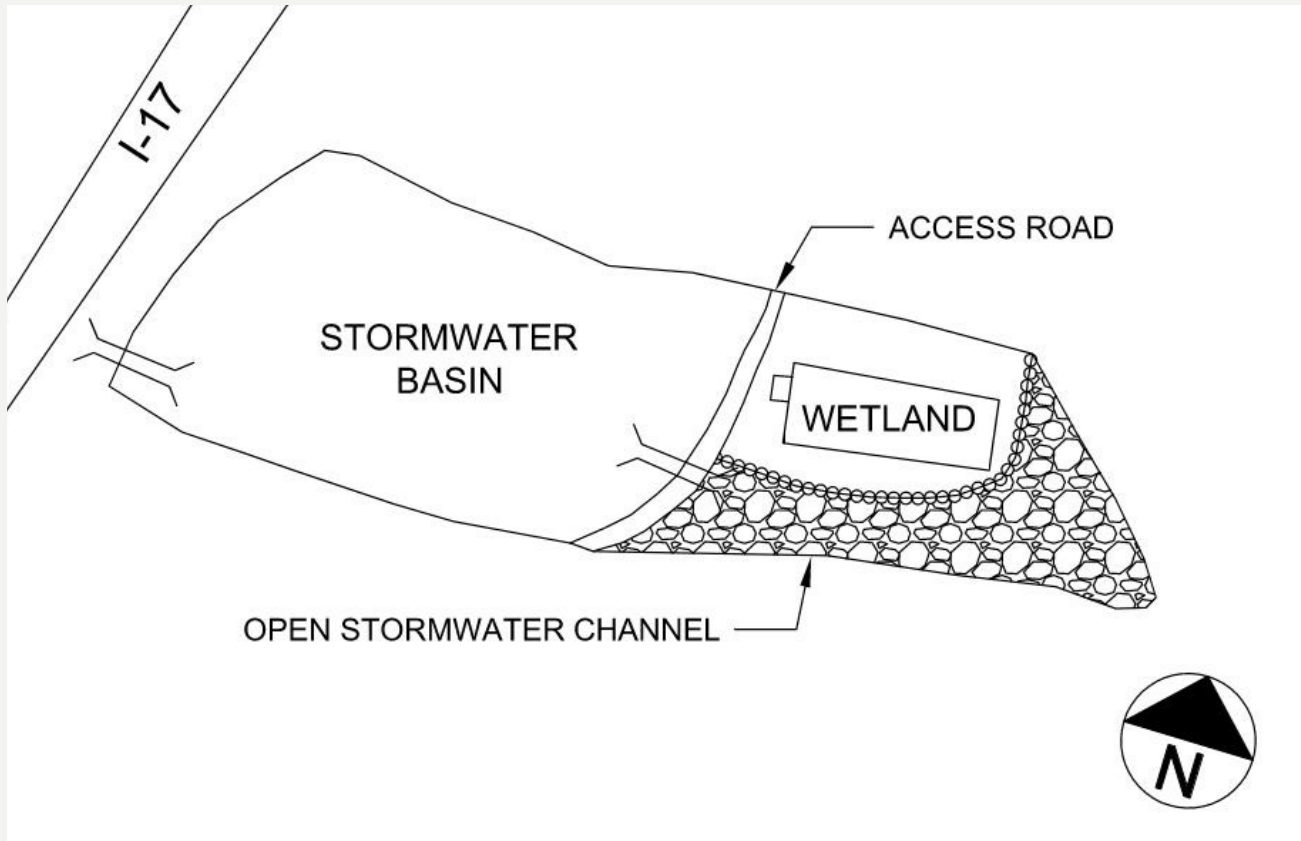 I-17
ACCESS ROAD
STORMWATER
BASIN
WETLAND
OPEN STORMWATER CHANNEL
N